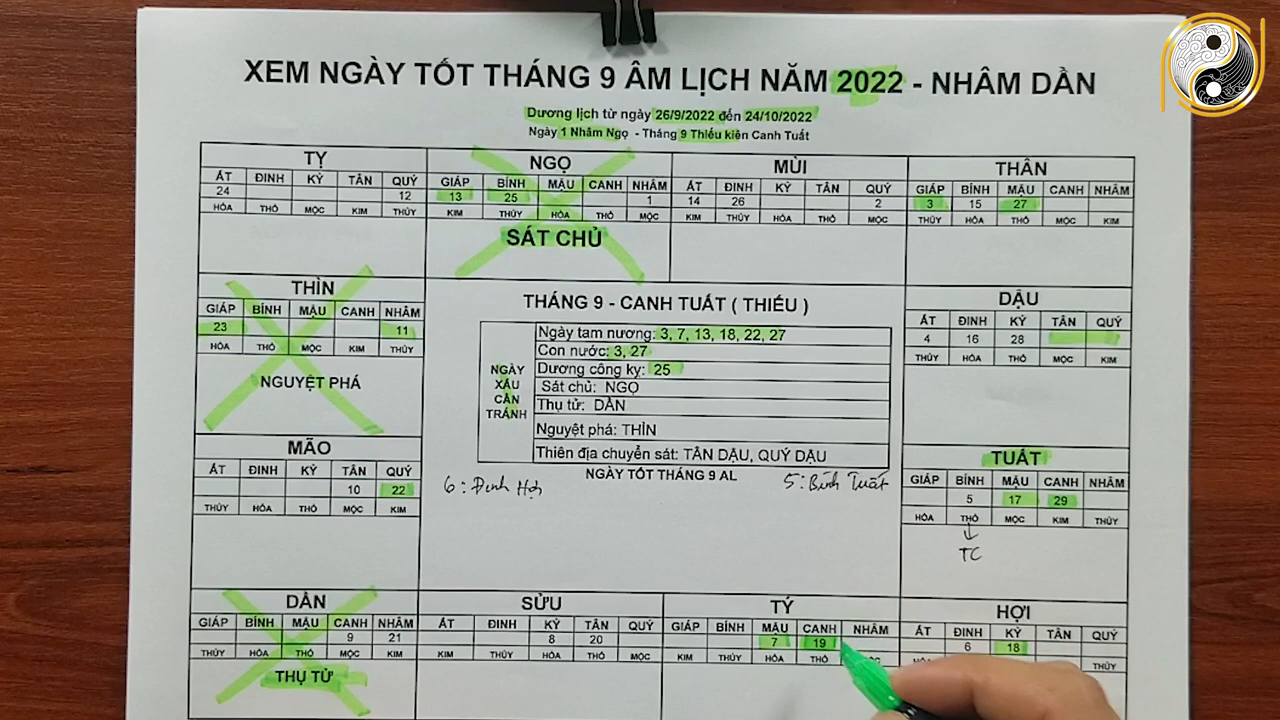 XEM NGÀY TỐT THÁNG 9 ÂM LỊCH NĂM 2022 - NHÂM DẦN
Dương lịch từ ngày 26/9/2022 đến 24/10/2022
Ngày 1 Nhâm Ngọ - Tháng 9 Thiếu kiên Canh Tuất
TỴ
ẤT ĐINH KỶ TÂN QUÝ
24 12
HỎA THỔ MỘC KIM THỦY
NGỌ
GIÁP BÍNH MẬU CANH NHÂM
13 25 1
KIM THỦY HỎA THỔ MỘC
SÁT CHỦ
MÙI
ẤT ĐINH KỶ TÂN QUÝ
14 26 2
KIM THỦY HỎA THỔ MỘC
THÂN
GIÁP BÍNH MẬU CANH NHÂM
3 15 27
THỦY HỎA THỔ MỘC KIM
THÌN
GIÁP BÍNH MẬU CANH NHÂM
23 11
HỎA THỔ MỘC KIM THỦY
NGUYỆT PHÁ
THÁNG 9 - CANH TUẤT ( THIẾU )
NGÀY XẤU CẦN TRÁNH
Ngày tam nương: 3, 7, 13, 18, 22, 27
Con nước: 3, 27
Dương công kỵ: 25
Sát chủ: NGỌ
Thụ tử: DẦN
Nguyệt phá: THÌN
Thiên địa chuyển sát: TÂN DẬU, QUÝ DẬU
NGÀY TỐT THÁNG 9 AL
6: Đinh Hợi
5: Bính Tuất
DẬU
ẤT ĐINH KỶ TÂN QUÝ
4 16 28
THỦY HỎA THỔ MỘC KIM
MÃO
ẤT ĐINH KỶ TÂN QUÝ
10 22
THỦY HỎA THỔ MỘC KIM
TUẤT
GIÁP BÍNH MẬU CANH NHÂM
5 17 29
HỎA THỔ MỘC KIM THỦY
TC
DẦN
GIÁP BÍNH MẬU CANH NHÂM
9 21
THỦY HỎA THỔ MỘC KIM
THỤ TỬ
SỬU
ẤT ĐINH KỶ TÂN QUÝ
8 20
KIM THỦY HỎA THỔ MỘC
TÝ
GIÁP BÍNH MẬU CANH NHÂM
7 19
KIM THỦY HỎA THỔ
HỢI
ẤT ĐINH KỶ TÂN QUÝ
6 18
THỦY